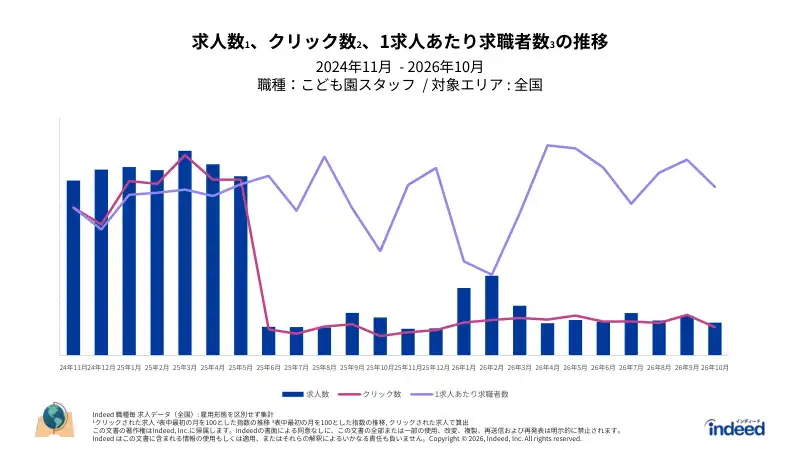 求人数1、クリック数2、1求人あたり求職者数3の推移
2024年11月 - 2026年10月
職種：こども園スタッフ / 対象エリア : 全国
24年11月 24年12月 25年1月 25年2月 25年3月 25年4月 25年5月 25年6月 25年7月 25年8月 25年9月 25年10月 25年11月 25年12月 26年1月 26年2月 26年3月 26年4月 26年5月 26年6月 26年7月 26年8月 26年9月 26年10月
求人数 クリック数 1求人あたり求職者数
Indeed 職種毎 求人データ（全国）: 雇用形態を区別せず集計
¹クリックされた求人 ²表中最初の月を100とした指数の推移 ³表中最初の月を100とした指数の推移, クリックされた求人で算出
この文書の著作権はIndeed, Inc.に帰属します。Indeedの書面による同意なしに、この文書の全部または一部の使用、改変、複製、再送信および再発表は明示的に禁止されます。
Indeed はこの文書に含まれる情報の使用もしくは適用、またはそれらの解釈によるいかなる責任も負いません。Copyright © 2026, Indeed, Inc. All rights reserved.
インディード
indeed